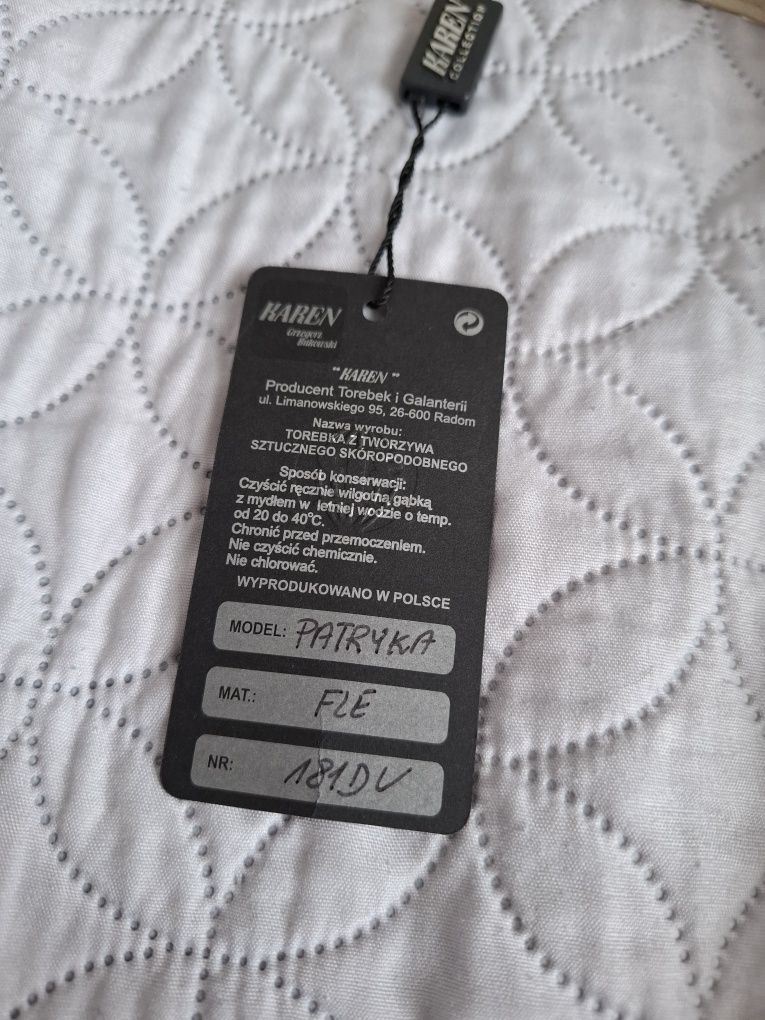 KAREN
COLLECTION
KAREN
Grzegorz
Bukowski
"KAREN"
Producent Torebek i Galanterii
ul. Limanowskiego 95, 26-600 Radom
Nazwa wyrobu:
TOREBKA Z TWORZYWA
SZTUCZNEGO SKÓROPODOBNEGO
Sposób konserwacji:
Czyścić ręcznie wilgotną gąbką
z mydłem w letniej wodzie o temp.
od 20 do 40°C.
Chronić przed przemoczeniem.
Nie czyścić chemicznie.
Nie chlorować.
WYPRODUKOWANO W POLSCE
MODEL: PATRYKA
MAT.: FLE
NR: 181DV